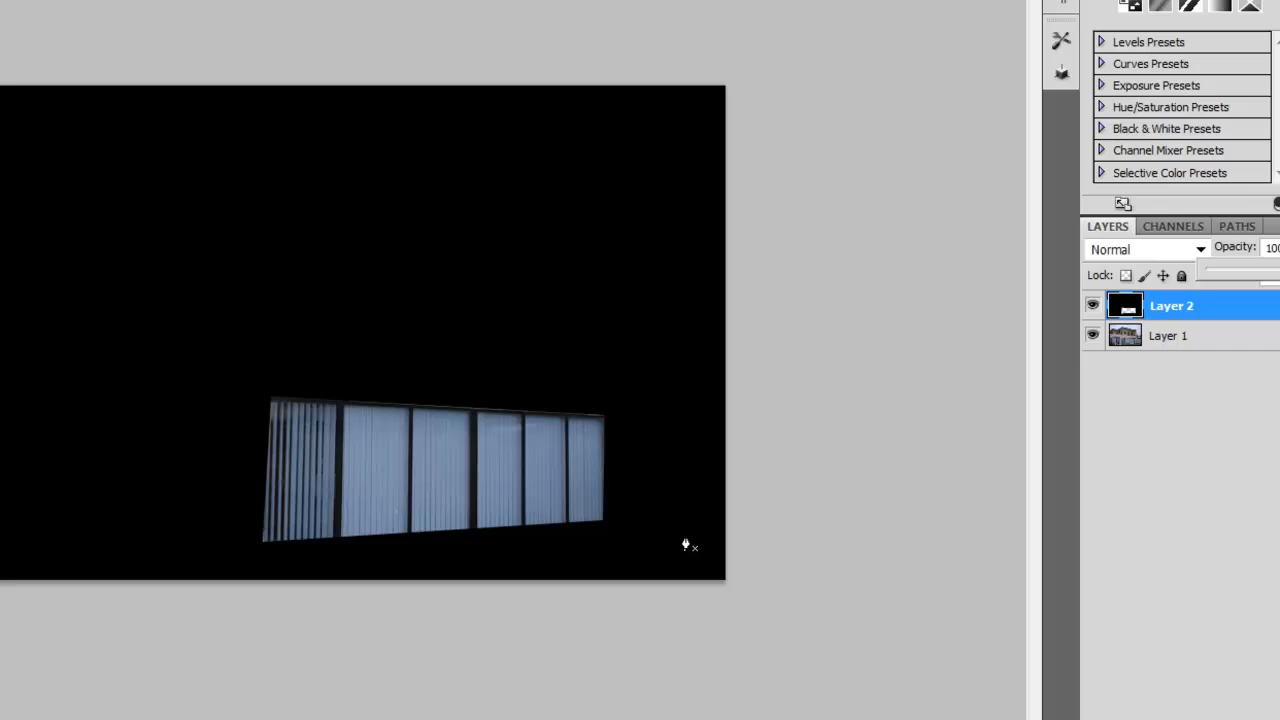 Levels Presets
Curves Presets
Exposure Presets
Hue/Saturation Presets
Black & White Presets
Channel Mixer Presets
Selective Color Presets
LAYERS CHANNELS PATHS
Normal Opacity: 100
Lock:
Layer 2
Layer 1